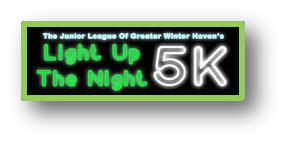 The Junior League Of Greater Winter Haven's
Light Up
The Night 5K